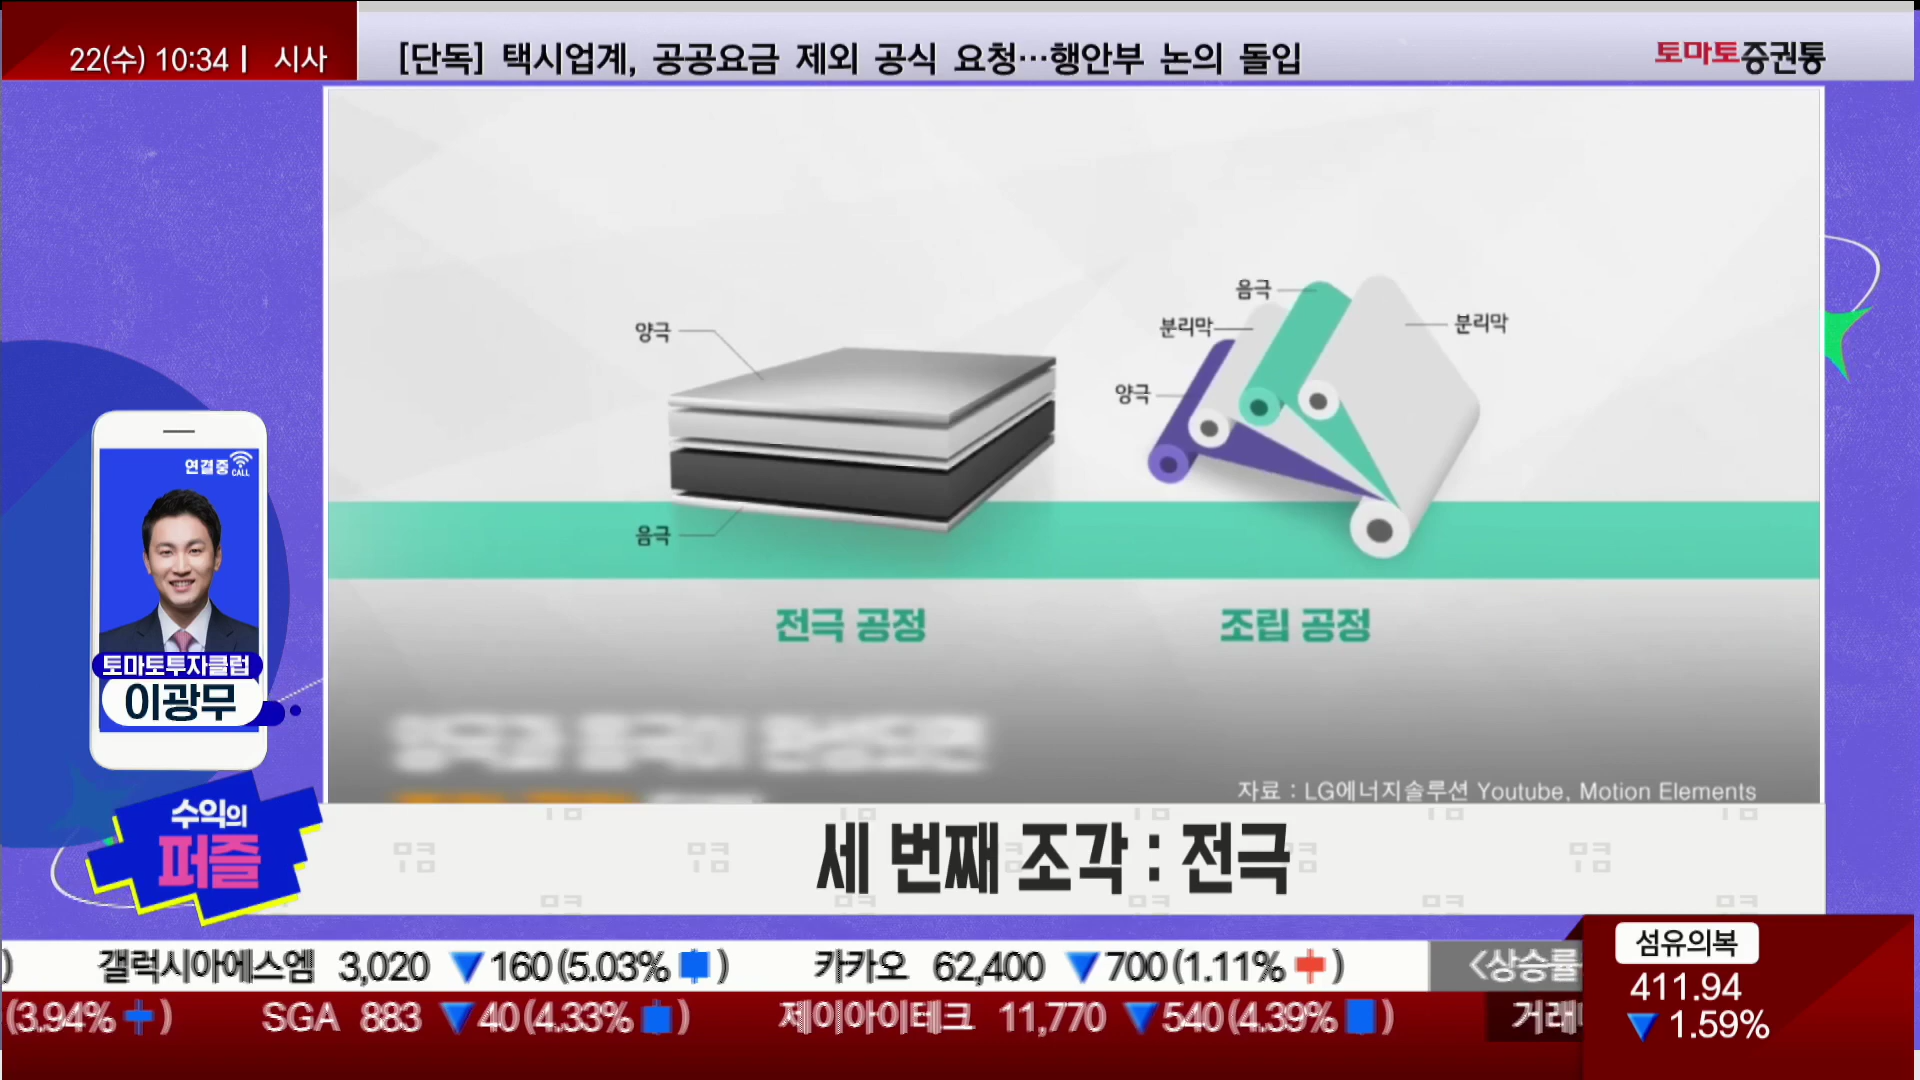 22(수) 10:34 | 시사
[단독] 택시업계, 공공요금 제외 공식 요청…행안부 논의 돌입
토마토증권통
양극
음극
음극
분리막
분리막
양극
전극 공정
조립 공정
연결중
CALL
토마토투자클럽
이광무
자료 : LG에너지솔루션 Youtube, Motion Elements
수익의
퍼즐
세 번째 조각 : 전극
) 갤럭시아에스엠 3,020 ▼160(5.03% ) 카카오 62,400 ▼700(1.11% ) <상승률
(3.94% ) SGA 883 ▼40(4.33% ) 제이아이테크 11,770 ▼540(4.39% ) 거래
섬유의복
411.94
▼ 1.59%